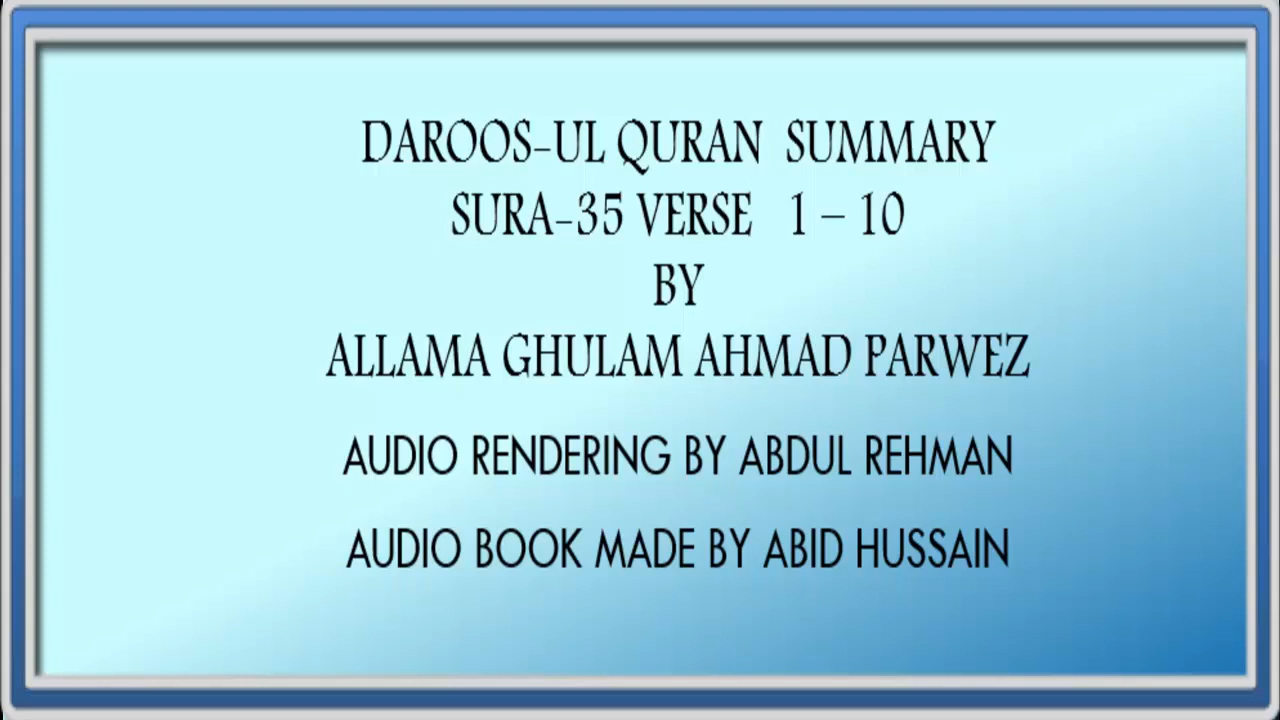 DAROOS-UL QURAN SUMMARY
SURA-35 VERSE 1 – 10
BY
ALLAMA GHULAM AHMAD PARWEZ
AUDIO RENDERING BY ABDUL REHMAN
AUDIO BOOK MADE BY ABID HUSSAIN